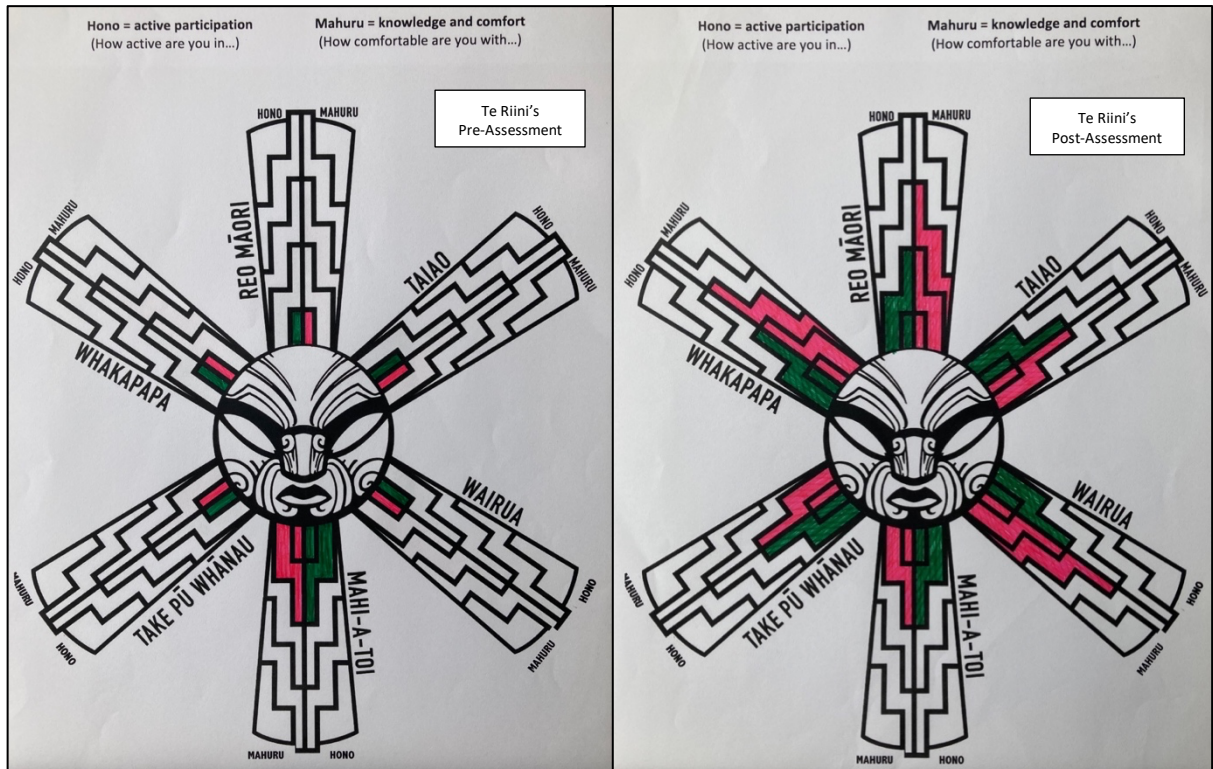 Hono = active participation
(How active are you in...)
Mahuru = knowledge and comfort
(How comfortable are you with...)
Te Riini’s
Pre-Assessment
HONO
MAHURU
REO MĀORI
HONO
MAHURU
TAIAO
HONO
MAHURU
WAIRUA
HONO
MAHURU
MAHI-A-TOI
MAHURU
HONO
TAKE PŪ WHĀNAU
MAHURU
HONO
WHAKAPAPA
Hono = active participation
(How active are you in...)
Mahuru = knowledge and comfort
(How comfortable are you with...)
Te Riini’s
Post-Assessment
HONO
MAHURU
REO MĀORI
HONO
MAHURU
TAIAO
HONO
MAHURU
WAIRUA
HONO
MAHURU
MAHI-A-TOI
MAHURU
HONO
TAKE PŪ WHĀNAU
MAHURU
HONO
MAHURU
HONO
WHAKAPAPA
MAHURU
HONO